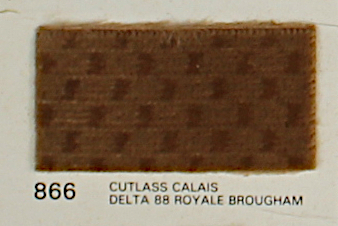 866 CUTLASS CALAIS
DELTA 88 ROYALE BROUGHAM